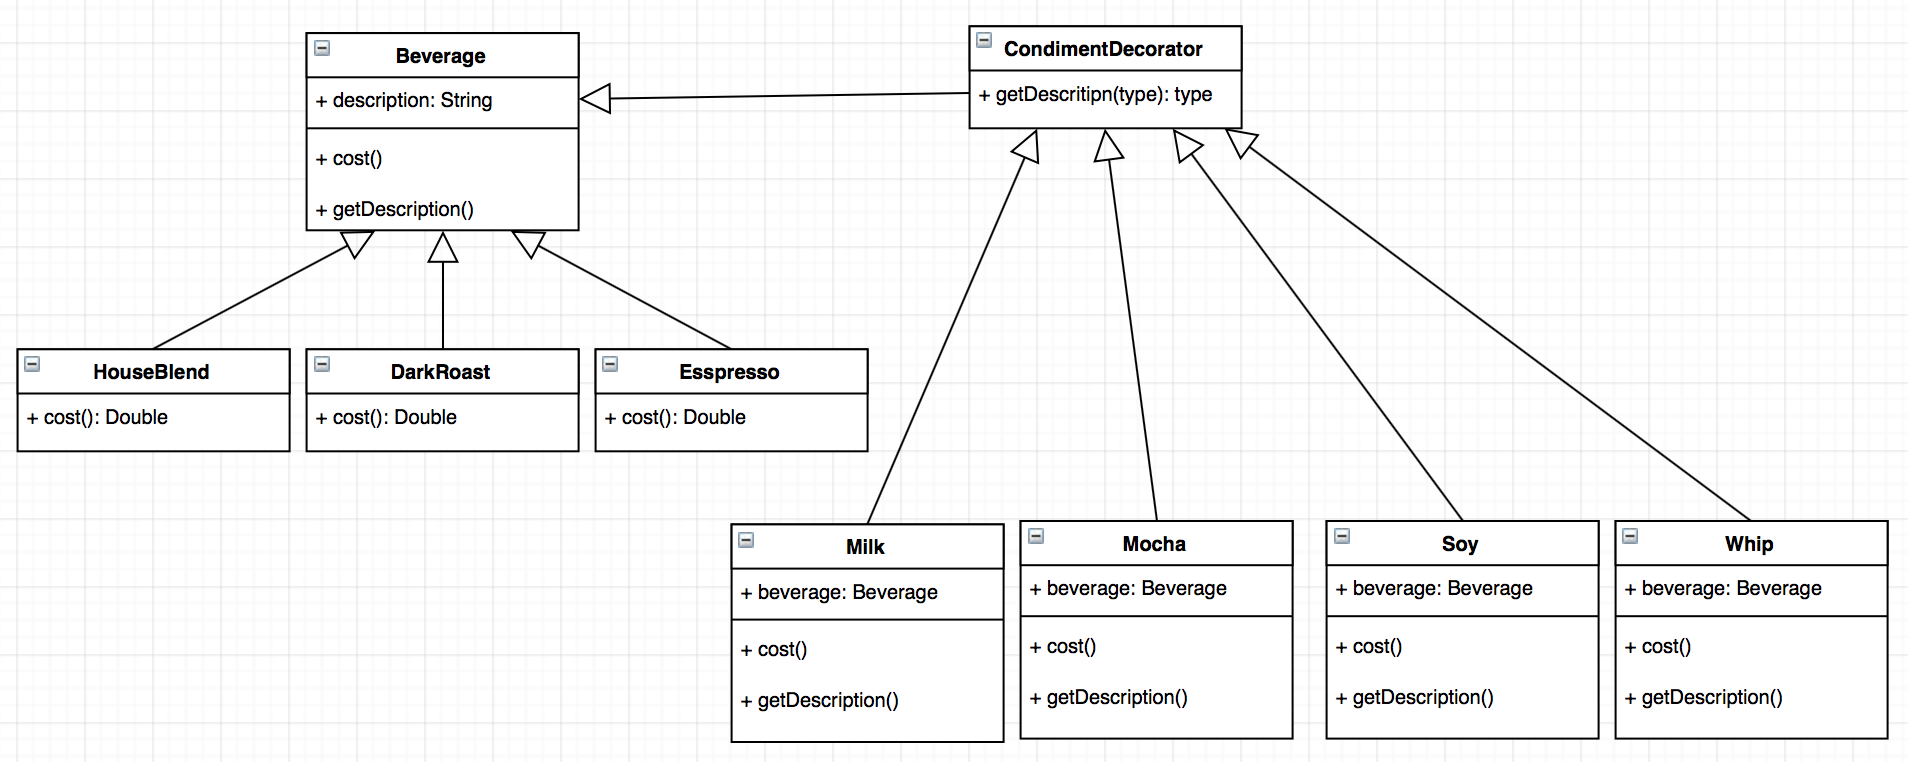 Beverage
+ description: String
+ cost()
+ getDescription()
CondimentDecorator
+ getDescritipn(type): type
HouseBlend
+ cost(): Double
DarkRoast
+ cost(): Double
Esspresso
+ cost(): Double
Milk
+ beverage: Beverage
+ cost()
+ getDescription()
Mocha
+ beverage: Beverage
+ cost()
+ getDescription()
Soy
+ beverage: Beverage
+ cost()
+ getDescription()
Whip
+ beverage: Beverage
+ cost()
+ getDescription()